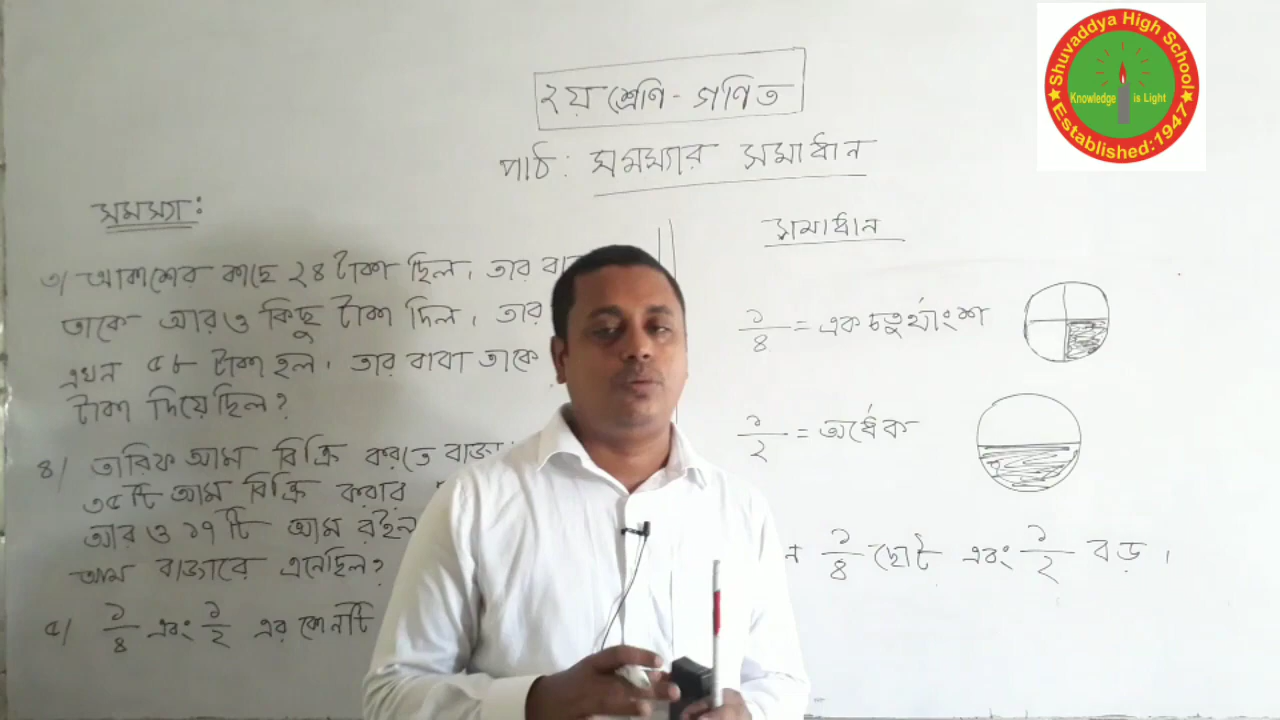 Shuvaddya High School
Knowledge is Light
Established:1947
২য় শ্রেণি - গণিত
পাঠ: সমস্যার সমাধান
সমস্যা:
৩। আকাশের কাছে ২৪ টাকা ছিল। তার
তাকে আরও কিছু টাকা দিল। তার
এখন ৫৮ টাকা হল। তার বাবা তাকে
টাকা দিয়েছিল?
৪। তারিফ আম বিক্রি করতে
৩৫টি আম বিক্রি করার
আরও ১৭ টি আম রইল
আম বাজারে এনেছিল?
৫। ১/৪ এবং ১/২ এর কোনটি
সমাধান
১/৪ = এক চতুর্থাংশ
১/২ = অর্ধেক
১/৪ ছোট এবং ১/২ বড়।